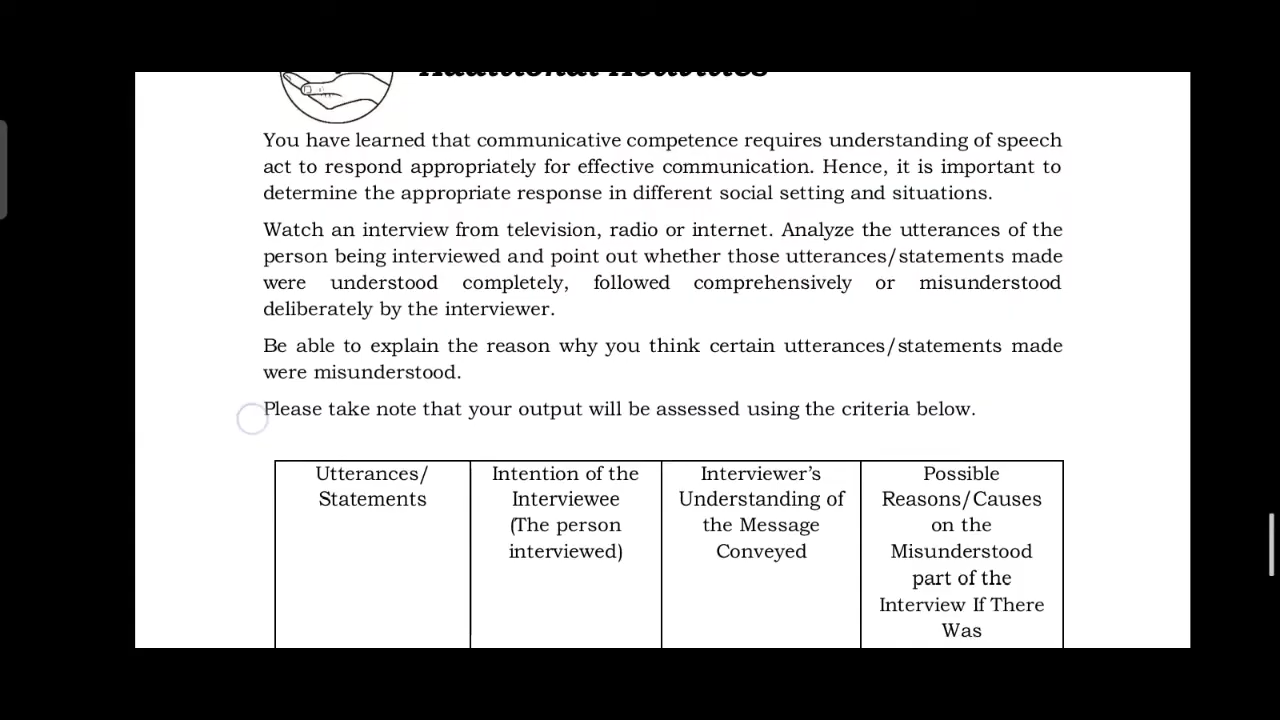 Additional Activities
You have learned that communicative competence requires understanding of speech
act to respond appropriately for effective communication. Hence, it is important to
determine the appropriate response in different social setting and situations.
Watch an interview from television, radio or internet. Analyze the utterances of the
person being interviewed and point out whether those utterances/statements made
were understood completely, followed comprehensively or misunderstood
deliberately by the interviewer.
Be able to explain the reason why you think certain utterances/statements made
were misunderstood.
Please take note that your output will be assessed using the criteria below.
Utterances/
Statements
Intention of the
Interviewee
(The person
interviewed)
Interviewer's
Understanding of
the Message
Conveyed
Possible
Reasons/Causes
on the
Misunderstood
part of the
Interview If There
Was